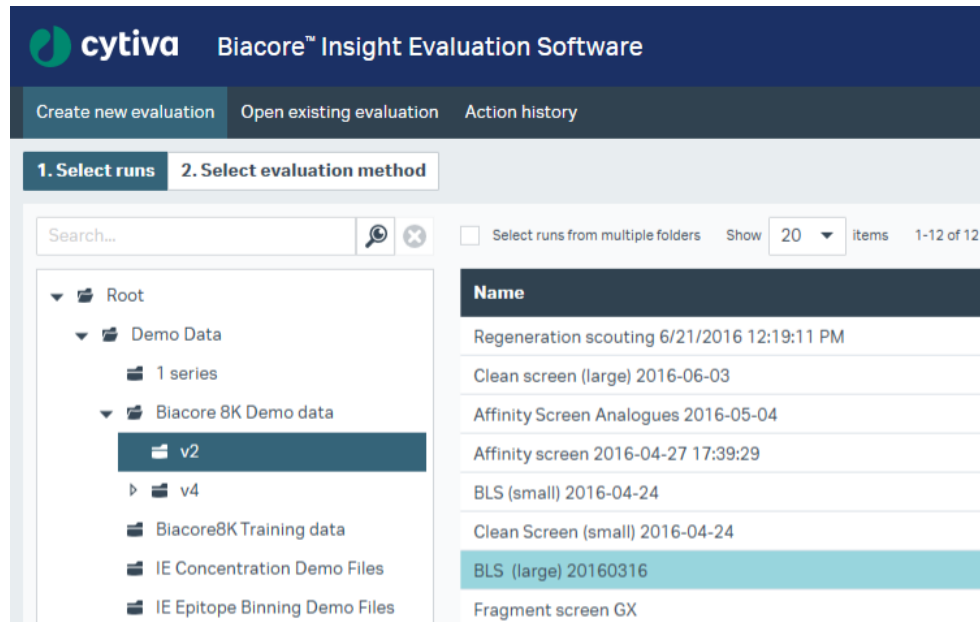 cytiva Biacore™ Insight Evaluation Software
Create new evaluation Open existing evaluation Action history
1. Select runs 2. Select evaluation method
Search... Select runs from multiple folders Show 20 items 1-12 of 12
Root
Name
Demo Data
Regeneration scouting 6/21/2016 12:19:11 PM
1 series
Clean screen (large) 2016-06-03
Biacore 8K Demo data
Affinity Screen Analogues 2016-05-04
v2
Affinity screen 2016-04-27 17:39:29
v4
BLS (small) 2016-04-24
Biacore8K Training data
Clean Screen (small) 2016-04-24
IE Concentration Demo Files
BLS (large) 20160316
IE Epitope Binning Demo Files
Fragment screen GX